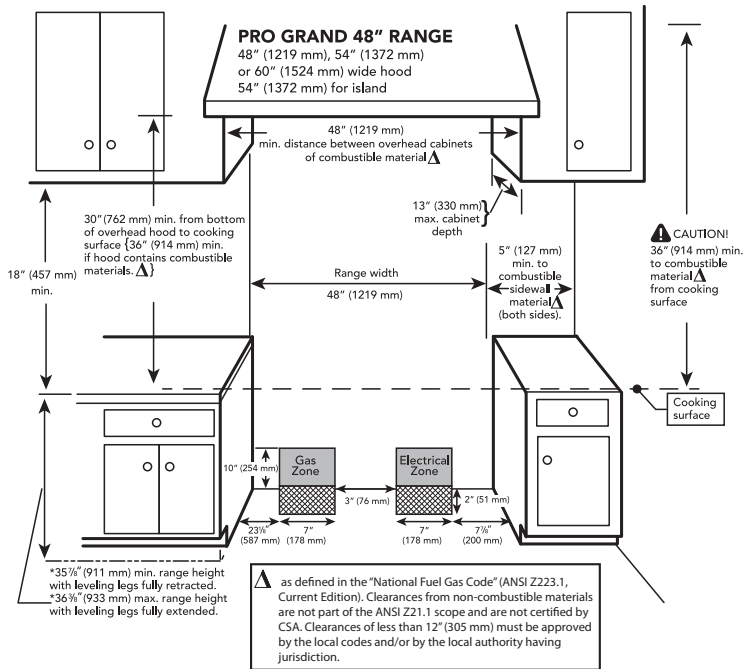 PRO GRAND 48" RANGE
48" (1219 mm), 54" (1372 mm)
or 60" (1524 mm) wide hood
54" (1372 mm) for island
48" (1219 mm)
min. distance between overhead cabinets
of combustible material Δ
13" (330 mm)
max. cabinet
depth
30" (762 mm) min. from bottom
of overhead hood to cooking
surface {36" (914 mm) min.
if hood contains combustible
materials. Δ}
18" (457 mm)
min.
Range width
48" (1219 mm)
5" (127 mm)
min. to
combustible
sidewall
material Δ
(both sides).
CAUTION!
36" (914 mm) min.
to combustible
material Δ
from cooking
surface
Cooking
surface
10" (254 mm)
Gas
Zone
Electrical
Zone
3" (76 mm)
2" (51 mm)
23⅛"
(587 mm)
7"
(178 mm)
7"
(178 mm)
7⅞"
(200 mm)
*35⅞" (911 mm) min. range height
with leveling legs fully retracted.
*36¾" (933 mm) max. range height
with leveling legs fully extended.
Δ as defined in the "National Fuel Gas Code" (ANSI Z223.1,
Current Edition). Clearances from non-combustible materials
are not part of the ANSI Z21.1 scope and are not certified by
CSA. Clearances of less than 12" (305 mm) must be approved
by the local codes and/or by the local authority having
jurisdiction.